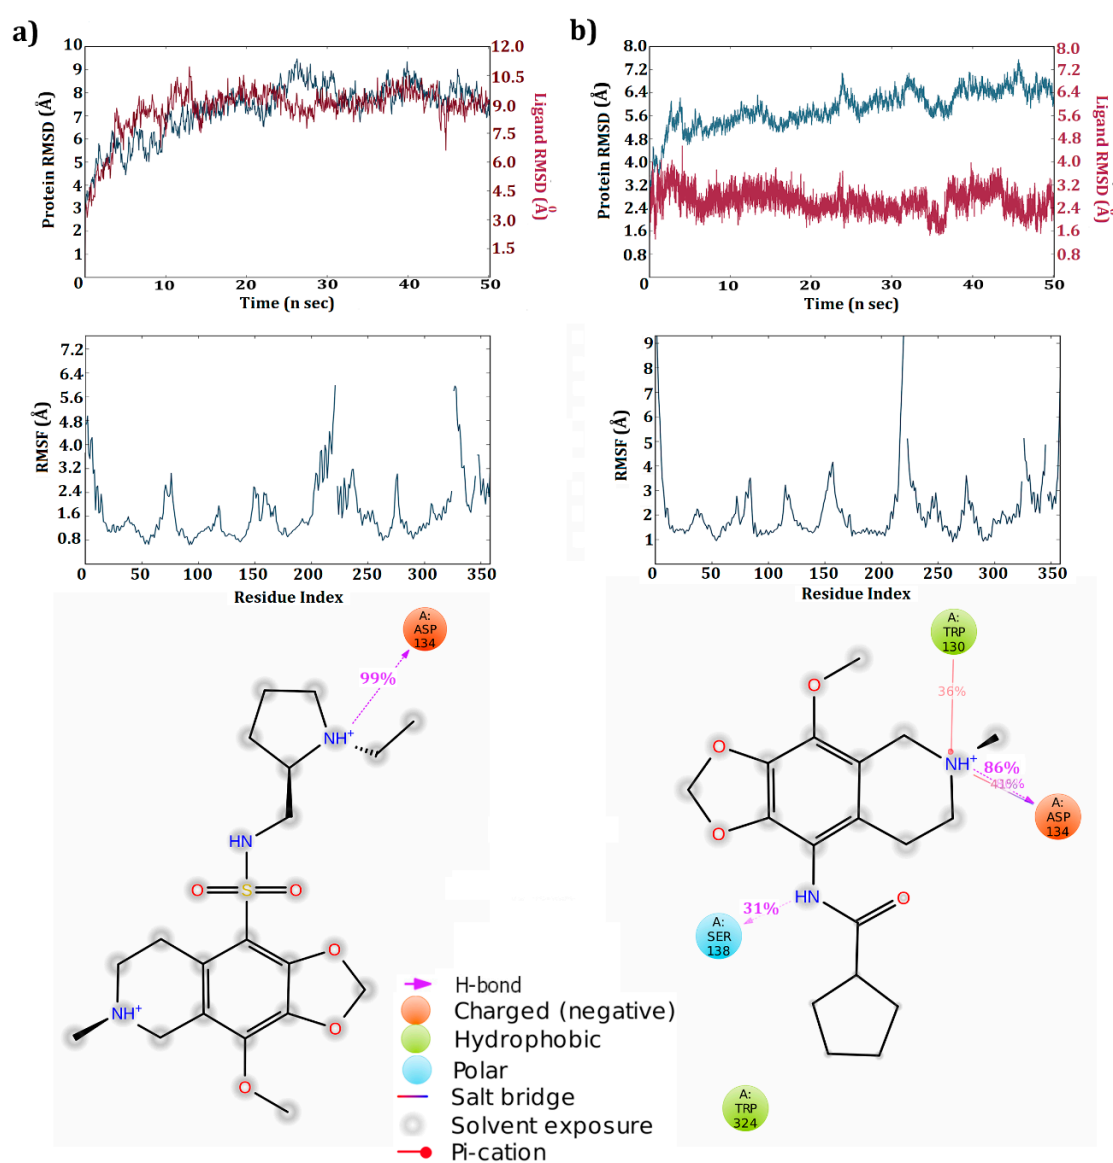 a)
10
9
8
7
6
5
4
3
2
1
0
Protein RMSD (Å)
12.0
10.5
9.0
7.5
6.0
4.5
3.0
1.5
Ligand RMSD (Å)
10
20
30
40
50
Time (n sec)
b)
8.0
7.2
6.4
5.6
4.8
4.0
3.2
2.4
1.6
0.8
0
Protein RMSD (Å)
8.0
7.2
6.4
5.6
4.8
4.0
3.2
2.4
1.6
0.8
Ligand RMSD (Å)
10
20
30
40
50
Time (n sec)
7.2
6.4
5.6
4.8
4.0
3.2
2.4
1.6
0.8
RMSF (Å)
0
50
100
150
200
250
300
350
Residue Index
9
8
7
6
5
4
3
2
1
RMSF (Å)
0
50
100
150
200
250
300
350
Residue Index
A:
ASP
134
99%
NH+
HN
O
S
O
O
O
NH+
O
A:
TRP
130
36%
O
O
O
NH+
86%
41%
A:
ASP
134
HN
O
31%
A:
SER
138
A:
TRP
324
H-bond
Charged (negative)
Hydrophobic
Polar
Salt bridge
Solvent exposure
Pi-cation